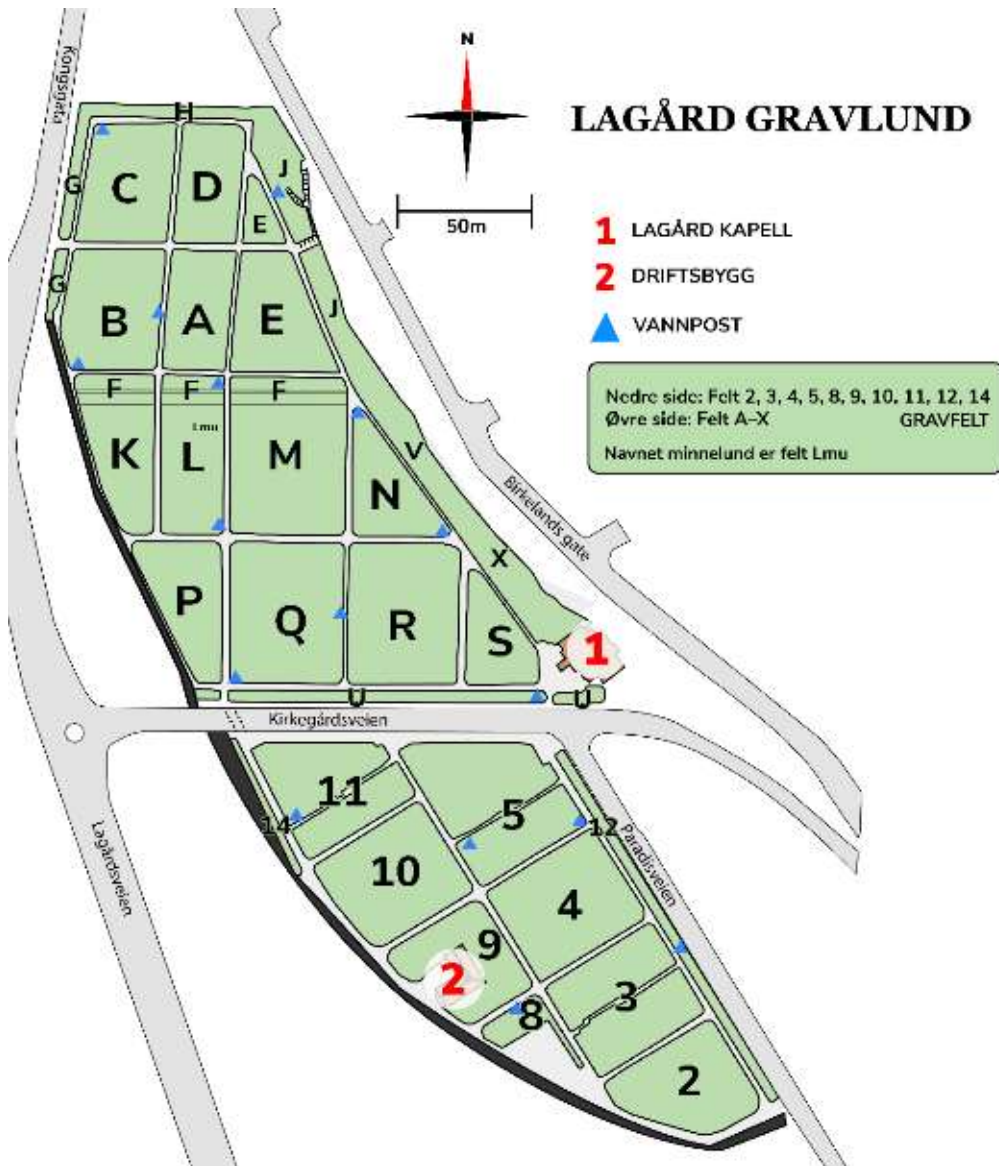 N
LAGÅRD GRAVLUND
50m
1 LAGÅRD KAPELL
2 DRIFTSBYGG
VANNPOST
Nedre side: Felt 2, 3, 4, 5, 8, 9, 10, 11, 12, 14
Øvre side: Felt A–X GRAVFELT
Navnet minnelund er felt Lmu
Kongsgata
H
G
C
D
J
E
G
B
A
E
J
F
F
F
Lmu
K
L
M
N
V
Birkelands gate
X
P
Q
R
S
1
U
U
Kirkegårdsveien
11
5
14
12
Paradisveien
Lagårdsveien
10
4
9
2
3
8
2